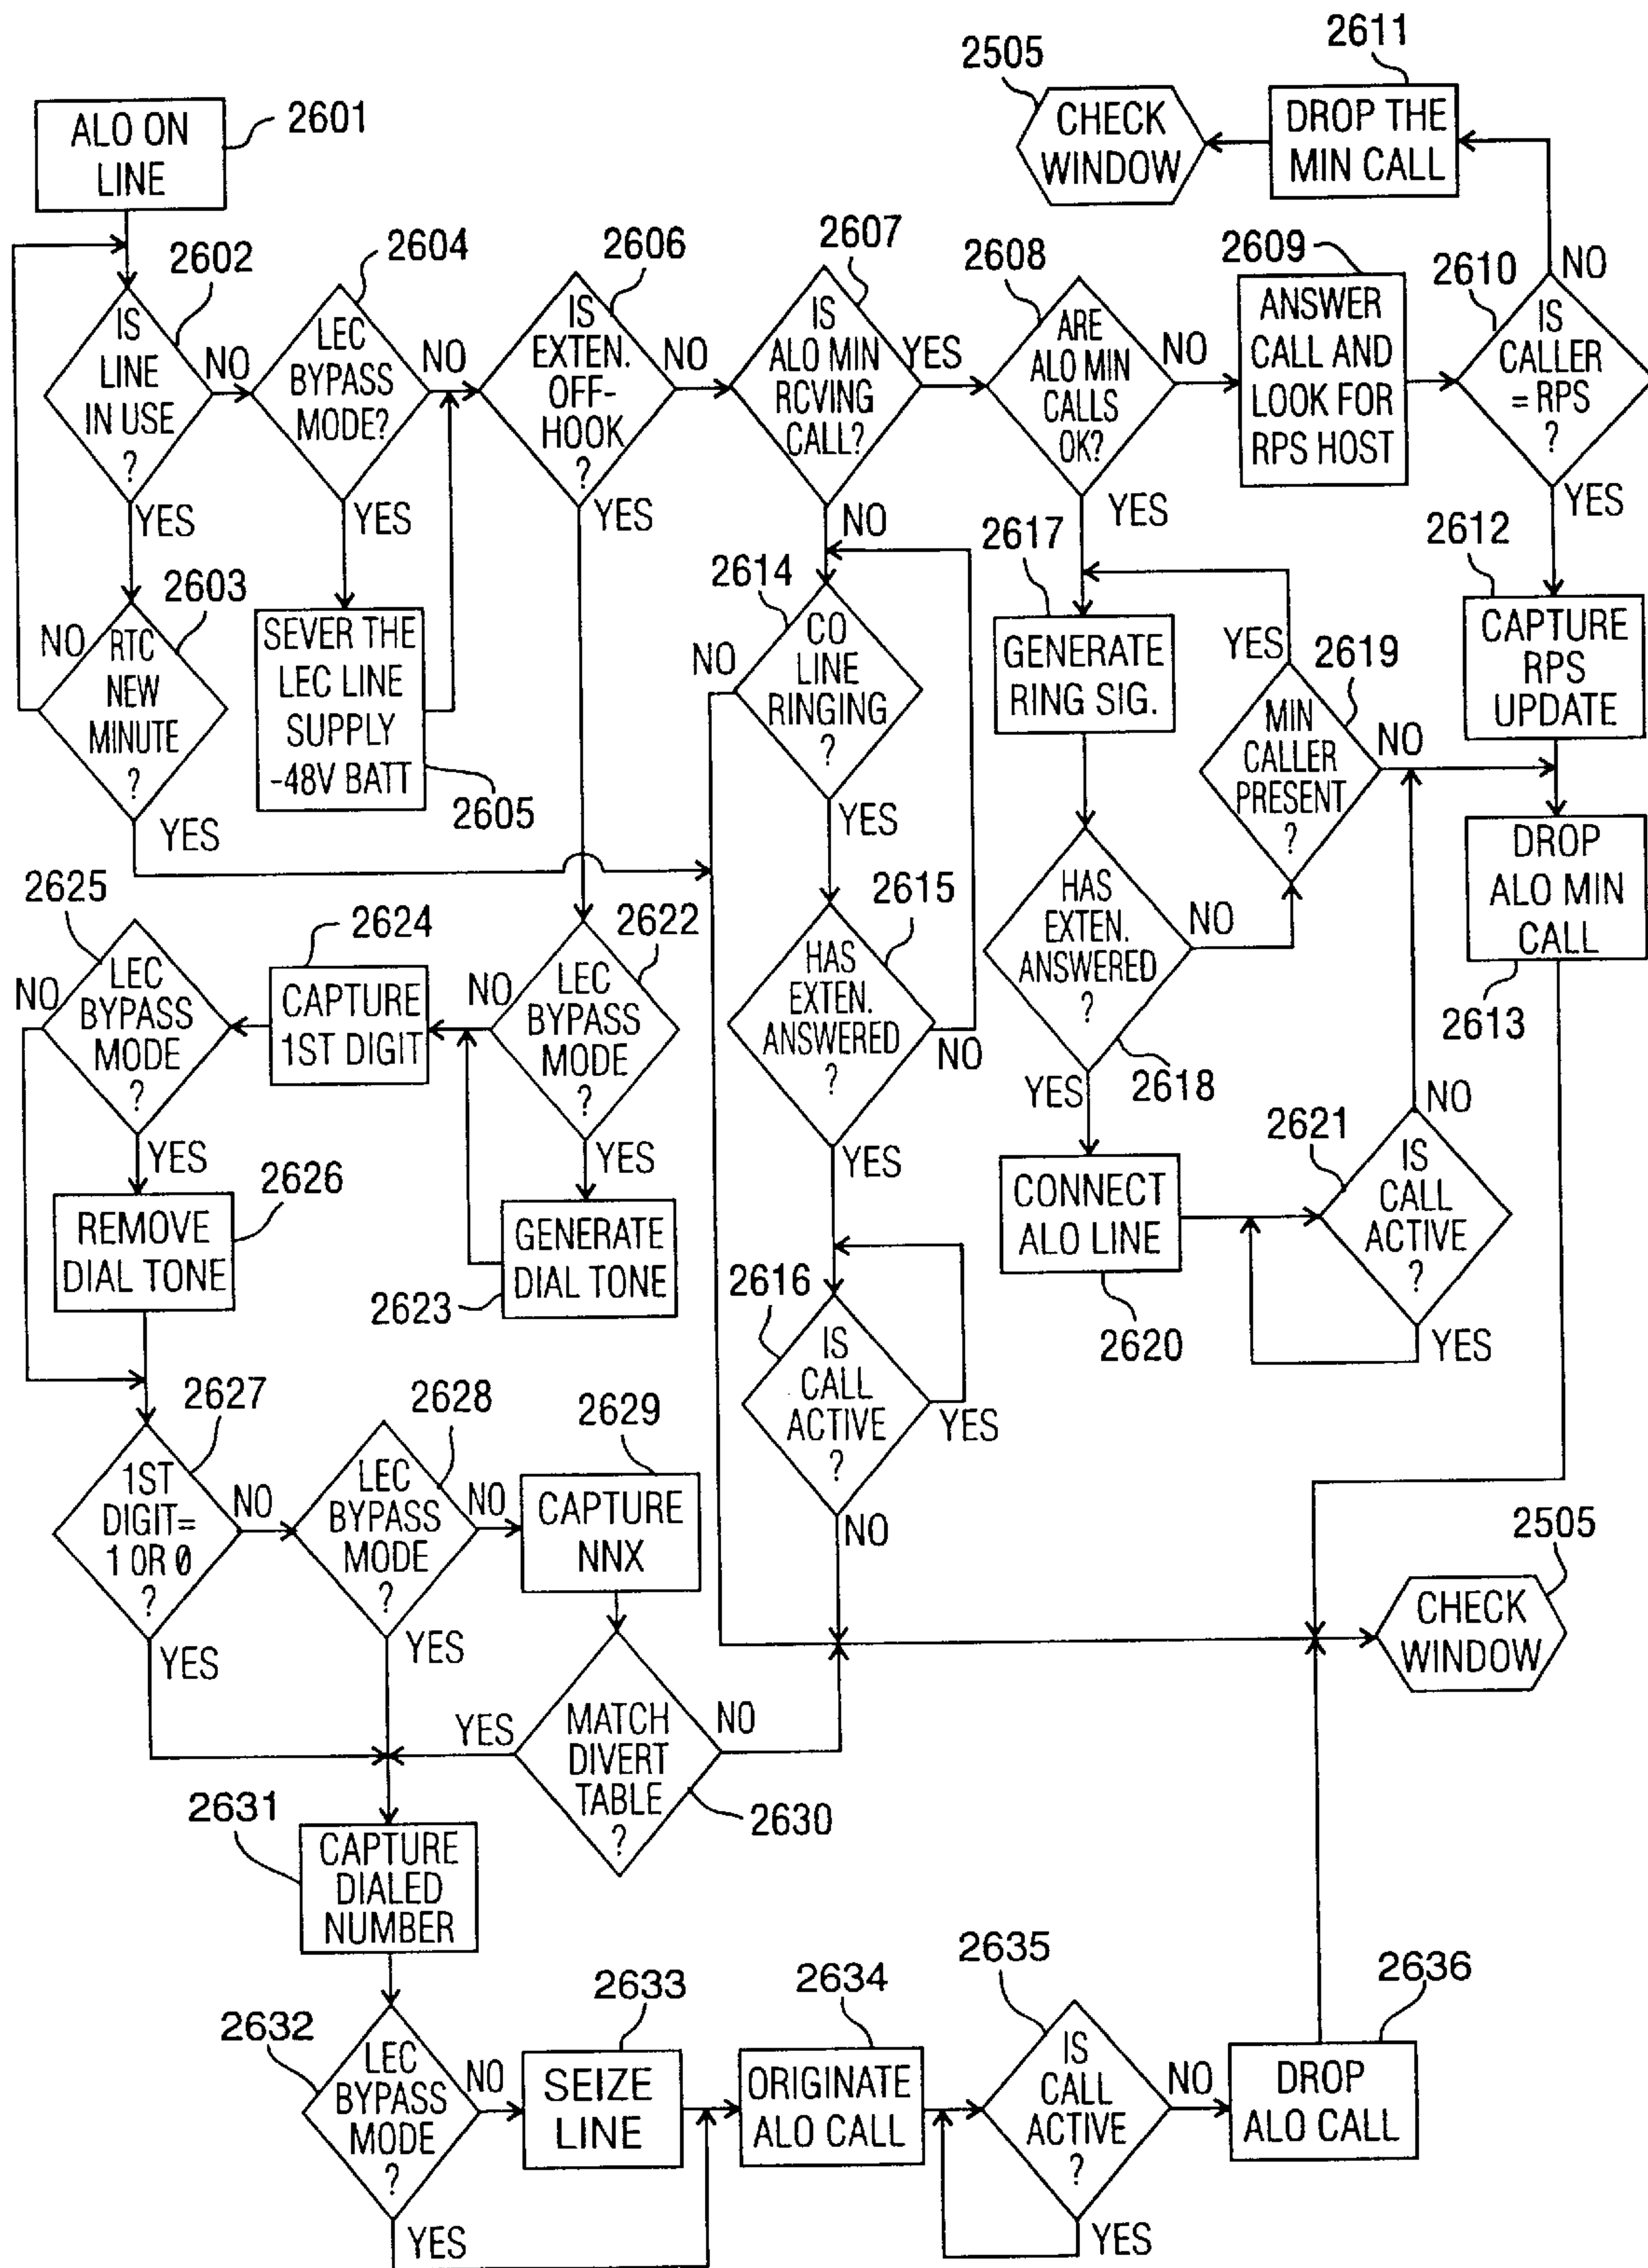 2611
2505
CHECK
WINDOW
DROP THE
MIN CALL
ALO ON
LINE
2601
2602
2604
2606
2607
2608
2609
2610
NO
IS
LINE
IN USE
?
NO
YES
LEC
BYPASS
MODE?
NO
YES
IS
EXTEN.
OFF-
HOOK
?
NO
YES
IS
ALO MIN
RCVING
CALL?
YES
NO
ARE
ALO MIN
CALLS
OK?
NO
YES
ANSWER
CALL AND
LOOK FOR
RPS HOST
IS
CALLER
= RPS
?
YES
2603
NO
RTC
NEW
MINUTE
?
YES
SEVER THE
LEC LINE
SUPPLY
-48V BATT
2605
2614
NO
CO
LINE
RINGING
?
YES
2617
GENERATE
RING SIG.
YES
2619
MIN
CALLER
PRESENT
?
NO
2612
CAPTURE
RPS
UPDATE
DROP
ALO MIN
CALL
2613
2625
NO
LEC
BYPASS
MODE
?
YES
2624
CAPTURE
1ST DIGIT
2622
NO
LEC
BYPASS
MODE
?
YES
2615
HAS
EXTEN.
ANSWERED
?
NO
YES
HAS
EXTEN.
ANSWERED
?
NO
2618
YES
2626
REMOVE
DIAL TONE
GENERATE
DIAL TONE
2623
2616
IS
CALL
ACTIVE
?
YES
NO
CONNECT
ALO LINE
2620
2621
NO
IS
CALL
ACTIVE
?
YES
2627
1ST
DIGIT=
1 OR 0
?
NO
YES
2628
LEC
BYPASS
MODE
?
NO
YES
2629
CAPTURE
NNX
2505
CHECK
WINDOW
YES
MATCH
DIVERT
TABLE
?
NO
2630
2631
CAPTURE
DIALED
NUMBER
2632
LEC
BYPASS
MODE
?
NO
YES
2633
SEIZE
LINE
2634
ORIGINATE
ALO CALL
2635
IS
CALL
ACTIVE
?
NO
YES
2636
DROP
ALO CALL